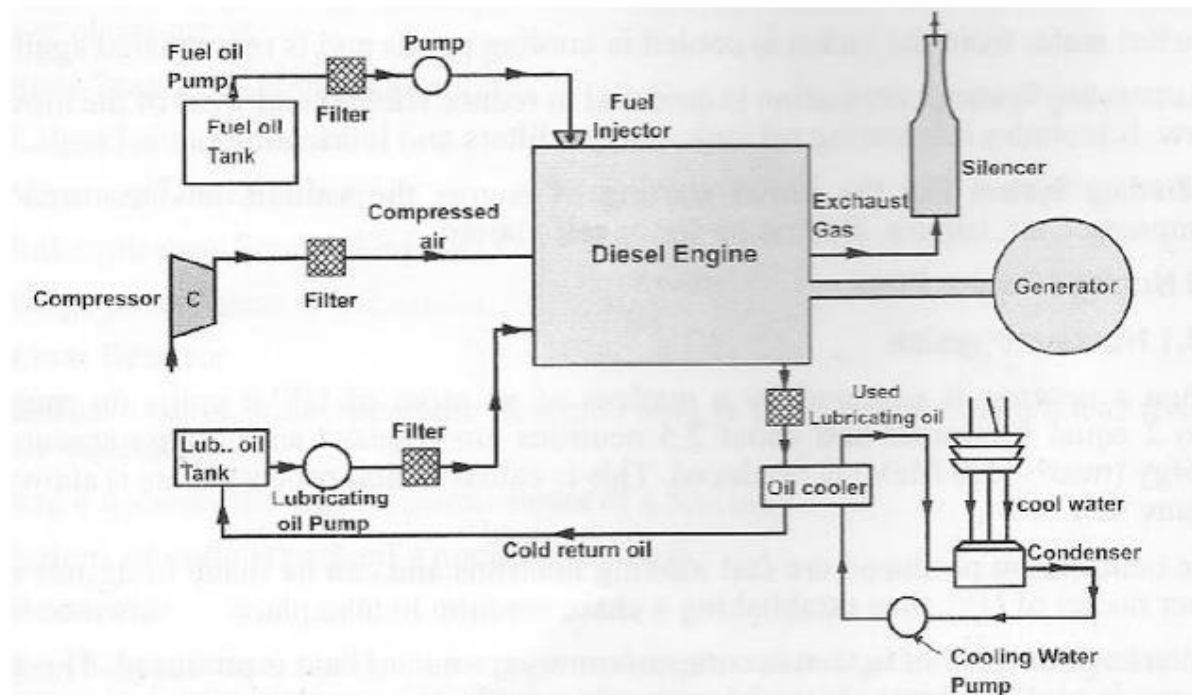 Fuel oil
Pump
Pump
Filter
Fuel oil
Tank
Fuel
Injector
Silencer
Compressed
air
Exchaust
Gas
Diesel Engine
Compressor
C
Filter
Generator
Used
Lubricating oil
Filter
Lub.. oil
Tank
Lubricating
oil Pump
Oil cooler
cool water
Cold return oil
Condenser
Cooling Water
Pump